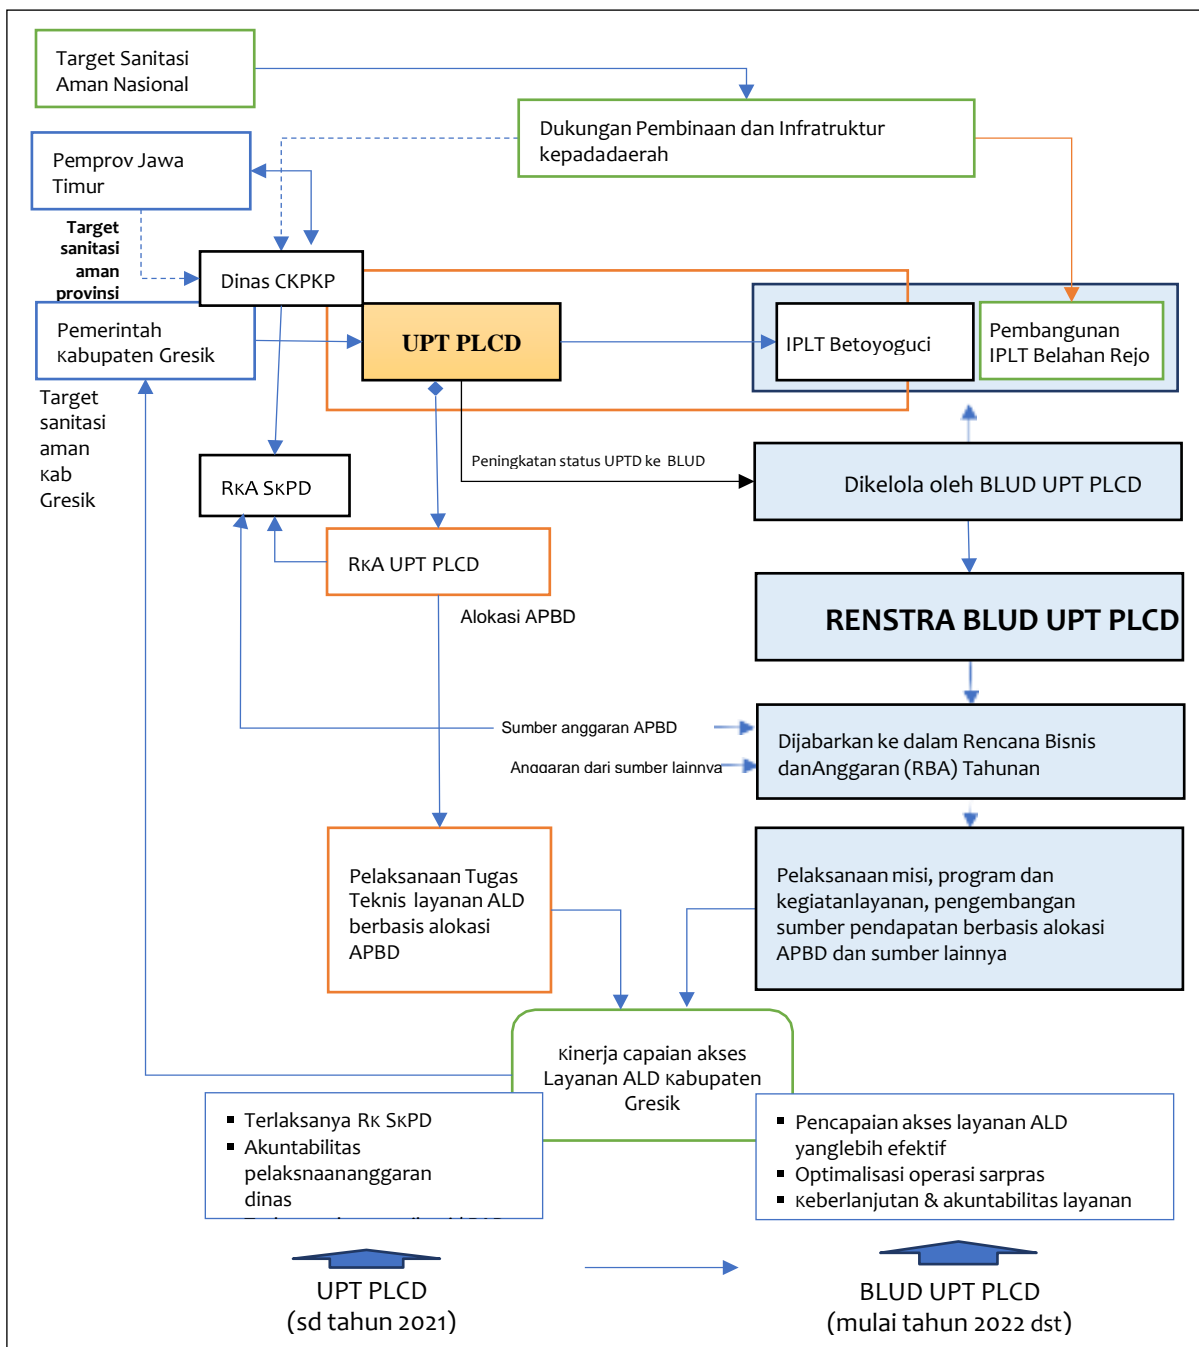 Target Sanitasi
Aman Nasional
Dukungan Pembinaan dan Infratruktur
kepadadaerah
Pemprov Jawa
Timur
Target
sanitasi
aman
provinsi
Dinas CKPKP
Pemerintah
Kabupaten Gresik
UPT PLCD
IPLT Betoyoguci
Pembangunan
IPLT Belahan Rejo
Target
sanitasi
aman
Kab
Gresik
Peningkatan status UPTD ke BLUD
RKA SKPD
Dikelola oleh BLUD UPT PLCD
RKA UPT PLCD
Alokasi APBD
RENSTRA BLUD UPT PLCD
Sumber anggaran APBD
Anggaran dari sumber lainnya
Dijabarkan ke dalam Rencana Bisnis
danAnggaran (RBA) Tahunan
Pelaksanaan Tugas
Teknis layanan ALD
berbasis alokasi
APBD
Pelaksanaan misi, program dan
kegiatanlayanan, pengembangan
sumber pendapatan berbasis alokasi
APBD dan sumber lainnya
Kinerja capaian akses
Layanan ALD Kabupaten
Gresik
▪ Terlaksanya RK SKPD
▪ Akuntabilitas
pelaksnaananggaran
dinas
▪ Pencapaian akses layanan ALD
yanglebih efektif
▪ Optimalisasi operasi sarpras
▪ Keberlanjutan & akuntabilitas layanan
UPT PLCD
(sd tahun 2021)
BLUD UPT PLCD
(mulai tahun 2022 dst)